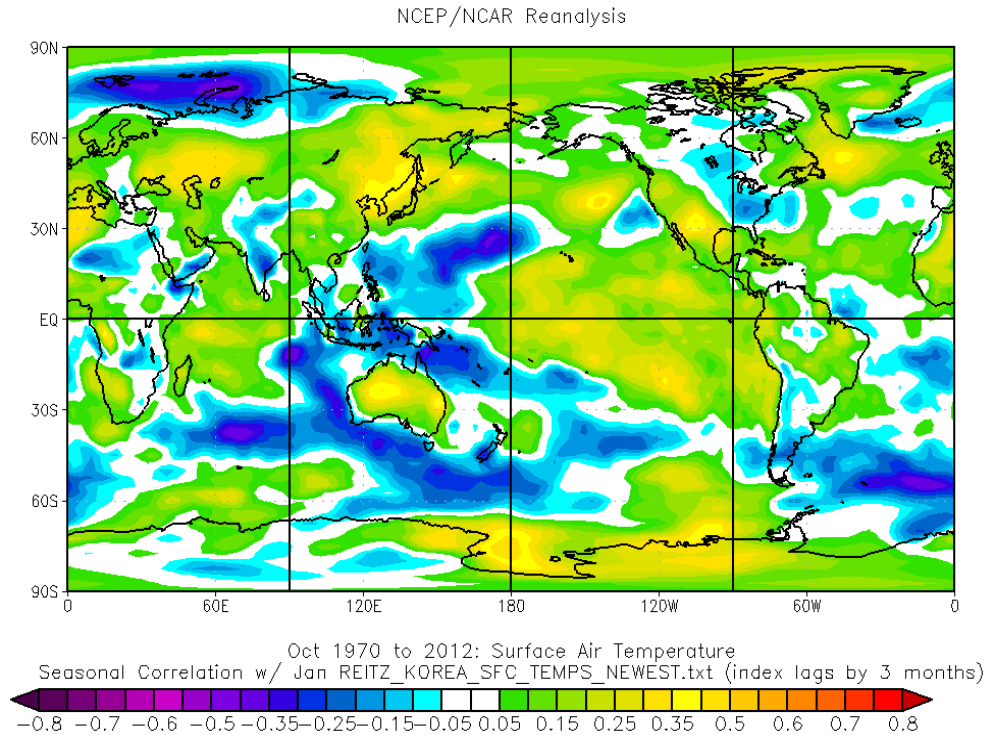 NCEP/NCAR Reanalysis
90N
60N
30N
EQ
30S
60S
90S
0 60E 120E 180 120W 60W 0
Oct 1970 to 2012: Surface Air Temperature
Seasonal Correlation w/ Jan REITZ_KOREA_SFC_TEMPS_NEWEST.txt (index lags by 3 months)
-0.8 -0.7 -0.6 -0.5 -0.35 -0.25 -0.15 -0.05 0.05 0.15 0.25 0.35 0.45 0.5 0.6 0.7 0.8